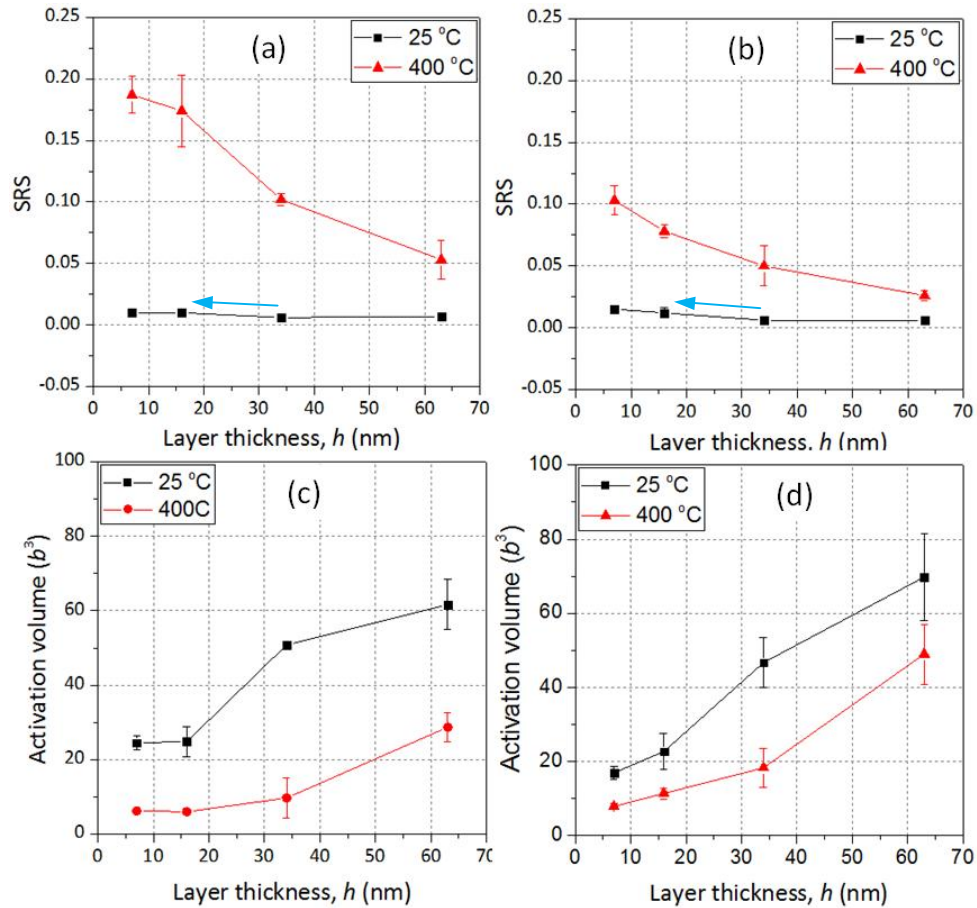 (a)
25 °C
400 °C
SRS
0.25
0.20
0.15
0.10
0.05
0.00
-0.05
0 10 20 30 40 50 60 70
Layer thickness, h (nm)
(b)
25 °C
400 °C
SRS
0.25
0.20
0.15
0.10
0.05
0.00
-0.05
0 10 20 30 40 50 60 70
Laver thickness. h (nm)
(c)
25 °C
400C
Activation volume (b³)
100
80
60
40
20
0
0 10 20 30 40 50 60 70
Layer thickness, h (nm)
(d)
25 °C
400 °C
Activation volume (b³)
100
80
60
40
20
0
0 10 20 30 40 50 60 70
Layer thickness, h (nm)